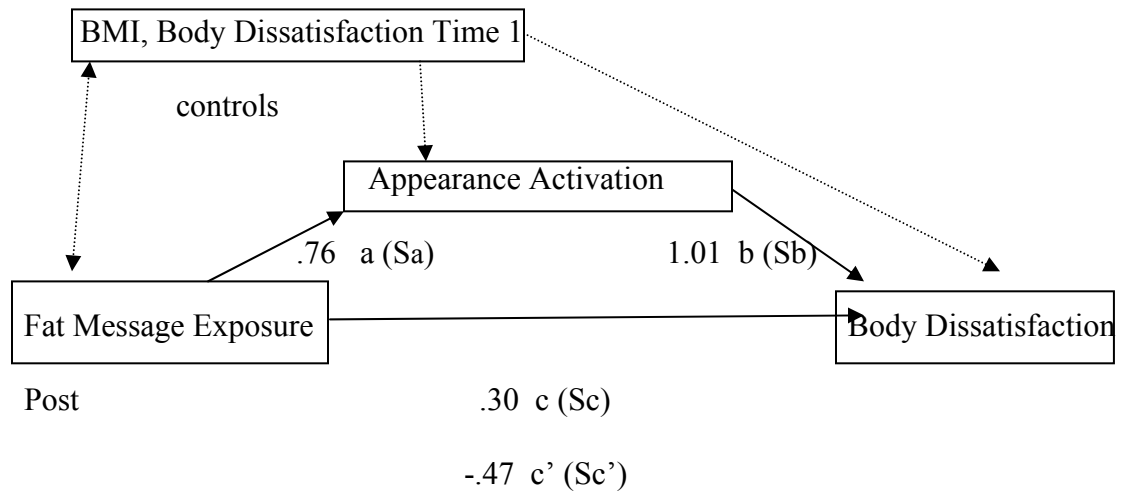 BMI, Body Dissatisfaction Time 1
controls
Appearance Activation
.76 a (Sa)
1.01 b (Sb)
Fat Message Exposure
Body Dissatisfaction
Post
.30 c (Sc)
-.47 c’ (Sc’)